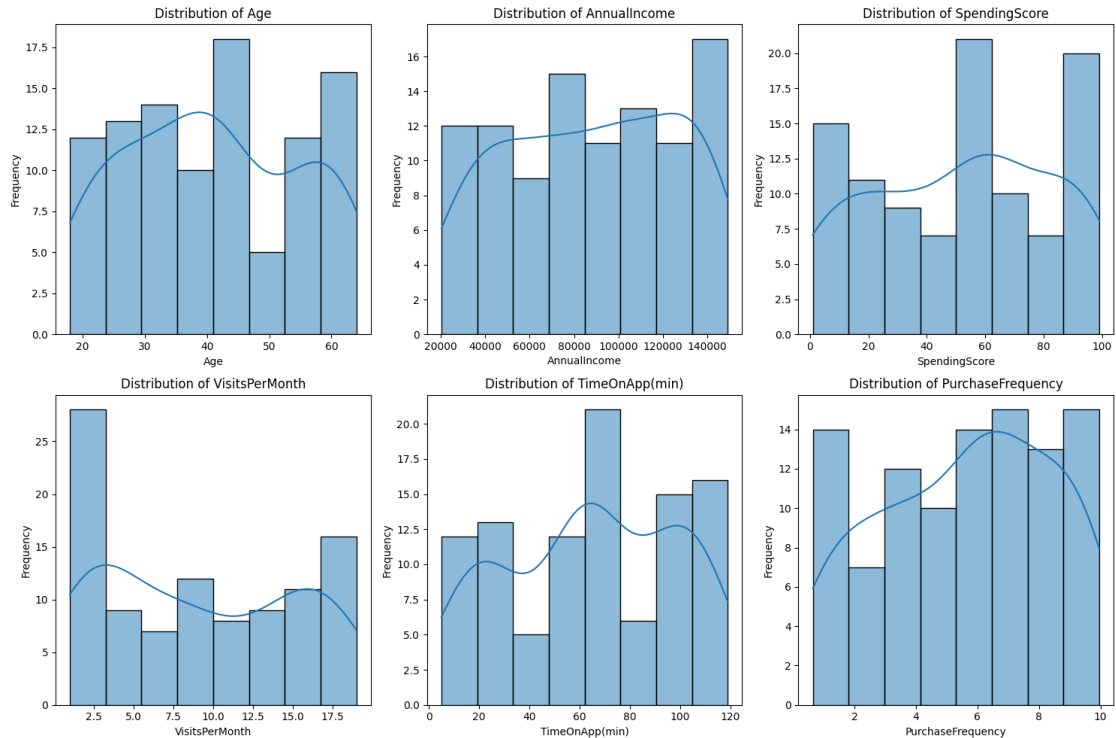 Distribution of Age
17.5
15.0
12.5
10.0
7.5
5.0
2.5
0.0
Frequency
20 30 40 50 60
Age
Distribution of AnnualIncome
16
14
12
10
8
6
4
2
0
Frequency
20000 40000 60000 80000 100000 120000 140000
AnnualIncome
Distribution of SpendingScore
20.0
17.5
15.0
12.5
10.0
7.5
5.0
2.5
0.0
Frequency
0 20 40 60 80 100
SpendingScore
Distribution of VisitsPerMonth
25
20
15
10
5
0
Frequency
2.5 5.0 7.5 10.0 12.5 15.0 17.5
VisitsPerMonth
Distribution of TimeOnApp(min)
20.0
17.5
15.0
12.5
10.0
7.5
5.0
2.5
0.0
Frequency
0 20 40 60 80 100 120
TimeOnApp(min)
Distribution of PurchaseFrequency
14
12
10
8
6
4
2
0
Frequency
2 4 6 8 10
PurchaseFrequency